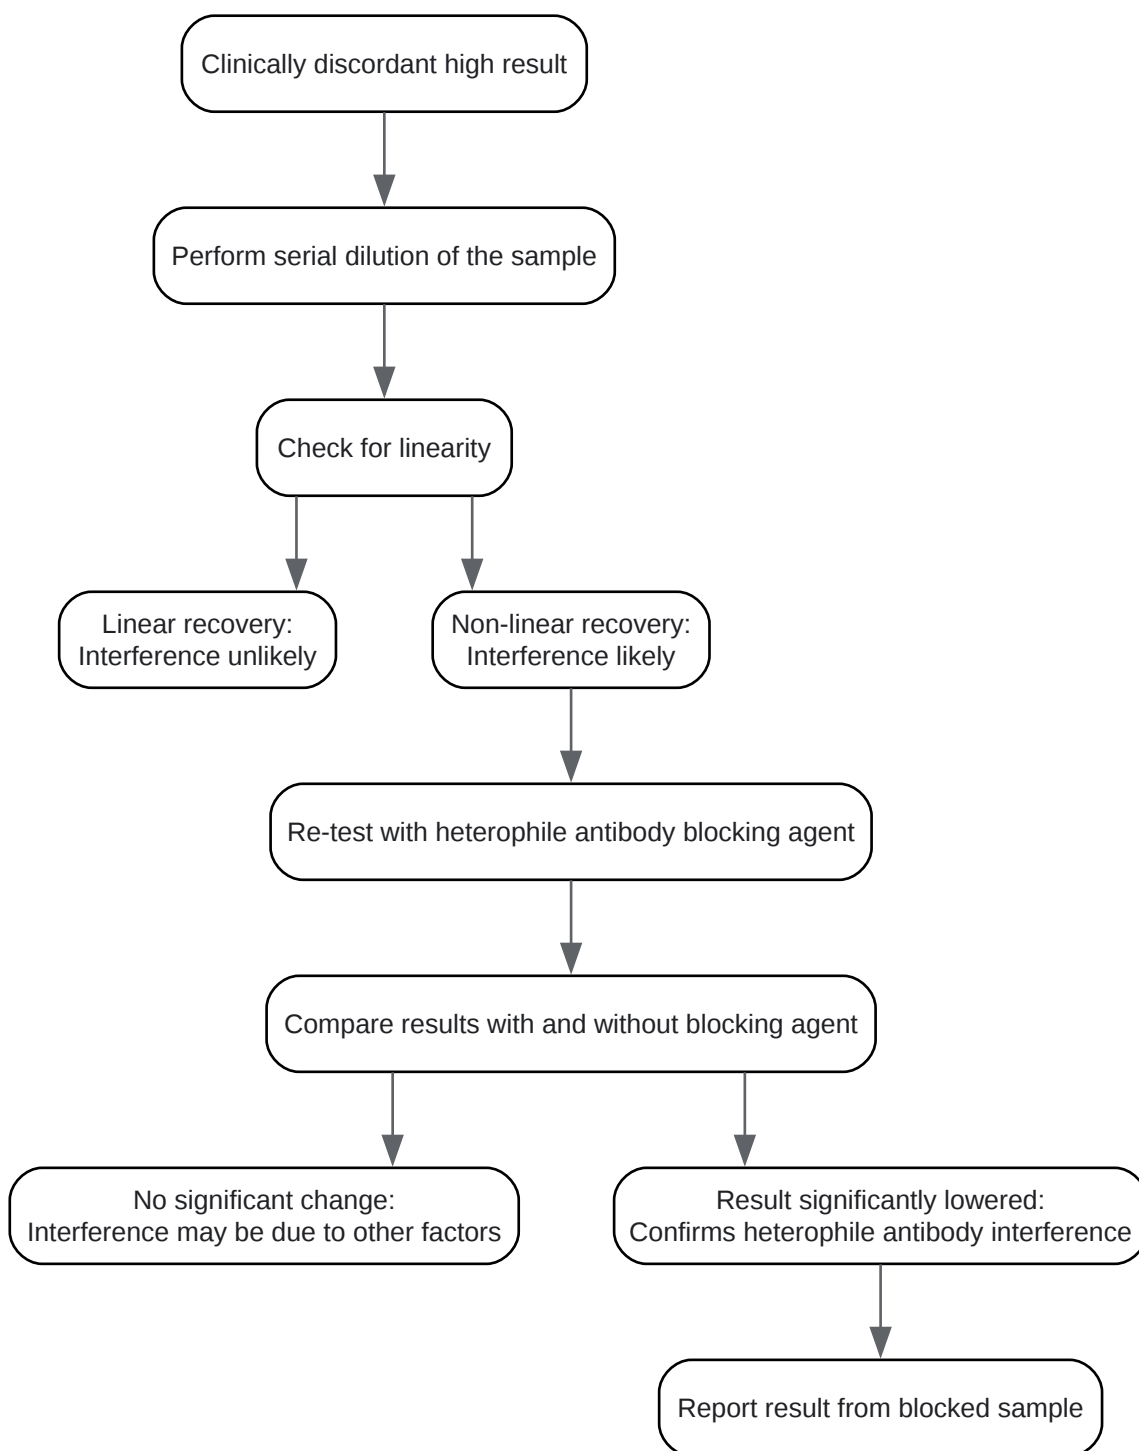 Clinically discordant high result
Perform serial dilution of the sample
Check for linearity
Linear recovery:
Interference unlikely
Non-linear recovery:
Interference likely
Re-test with heterophile antibody blocking agent
Compare results with and without blocking agent
No significant change:
Interference may be due to other factors
Result significantly lowered:
Confirms heterophile antibody interference
Report result from blocked sample